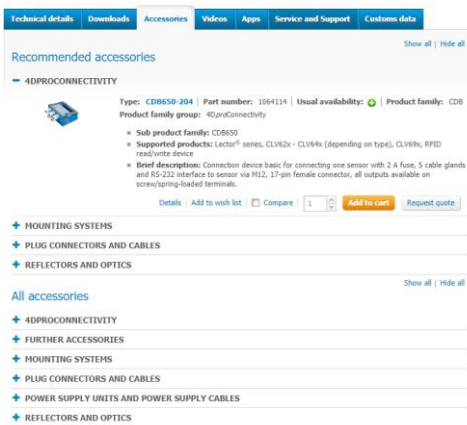 Technical details Downloads Accessories Videos Apps Service and Support Customs data
Show all | Hide all
Recommended accessories
4DPROCONNECTIVITY
Type: CDB650-204 | Part number: 1064114 | Usual availability: | Product family: CDB
Product family group: 4DproConnectivity
Sub product family: CDB650
Supported products: Lector® series, CLV62x - CLV64x (depending on type), CLV69x, RFID
read/write device
Brief description: Connection device basic for connecting one sensor with 2 A fuse, 5 cable glands
and RS-232 interface to sensor via M12, 17-pin female connector, all outputs available on
screw/spring-loaded terminals.
Details | Add to wish list | Compare | 1 Add to cart Request quote
MOUNTING SYSTEMS
PLUG CONNECTORS AND CABLES
REFLECTORS AND OPTICS
Show all | Hide all
All accessories
4DPROCONNECTIVITY
FURTHER ACCESSORIES
MOUNTING SYSTEMS
PLUG CONNECTORS AND CABLES
POWER SUPPLY UNITS AND POWER SUPPLY CABLES
REFLECTORS AND OPTICS